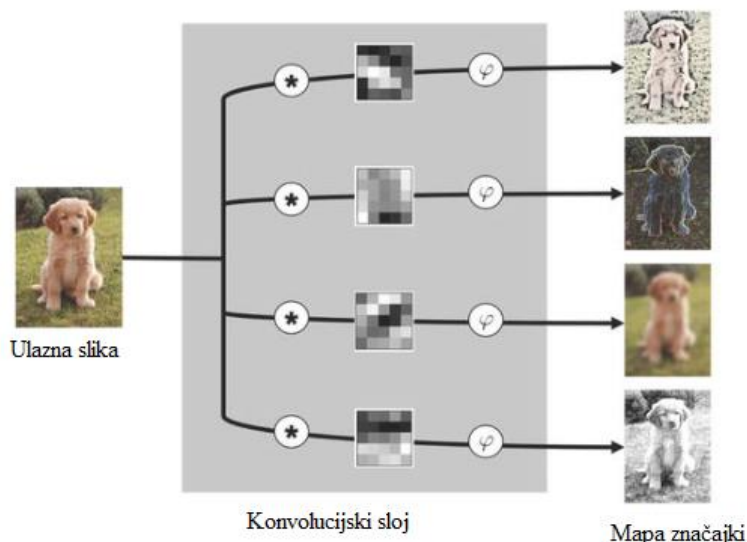 *
φ
*
φ
Ulazna slika
*
φ
*
φ
Konvolucijski sloj
Mapa značajki